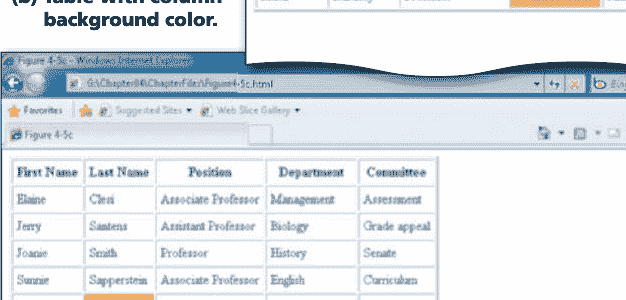 (b) Table with column
background color.
Figure 4-5c - Windows Internet Explorer
G:\Chapter04\ChapterFiles\Figure4-5c.html
Favorites Suggested Sites Web Slice Gallery
Figure 4-5c
First Name Last Name Position Department Committee
Elaine Clesi Associate Professor Management Assessment
Jerry Santens Assistant Professor Biology Grade appeal
Joanie Smith Professor History Senate
Sunnie Sapperstein Associate Professor English Curriculum